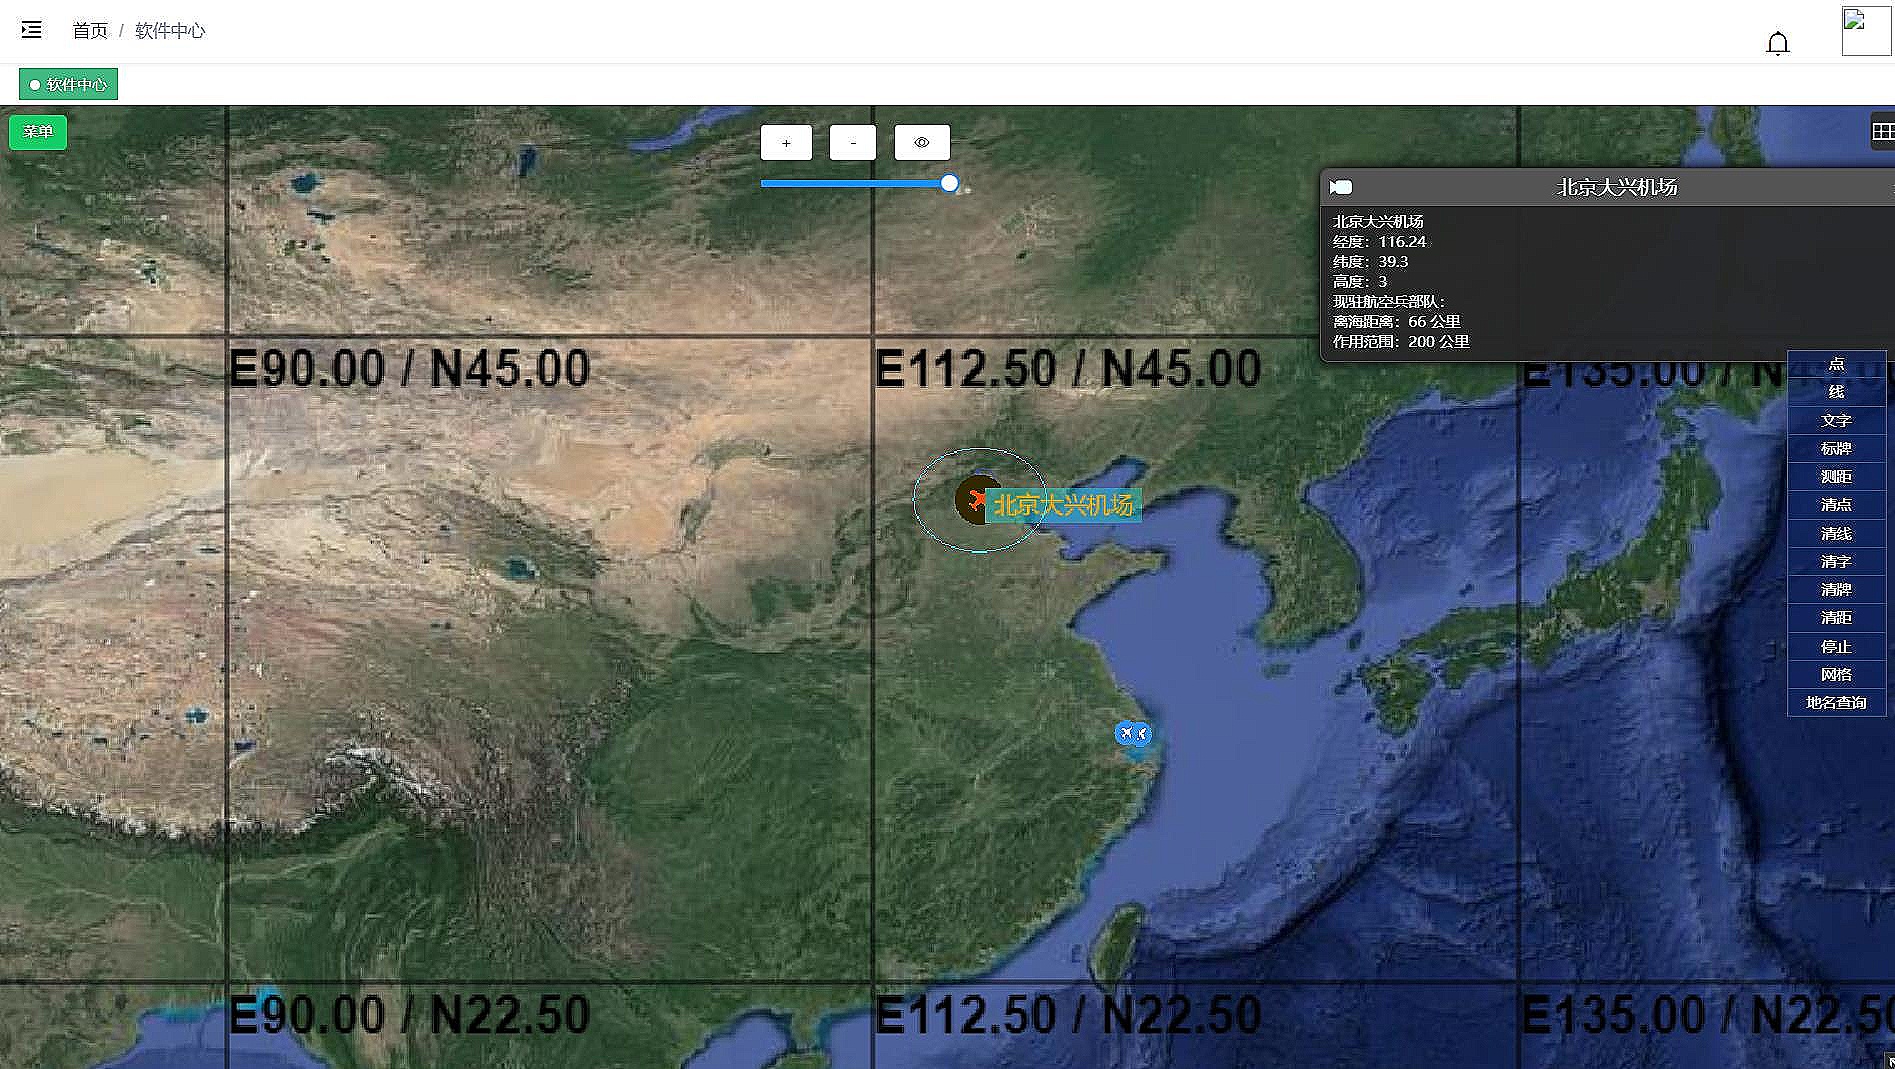 首页 / 软件中心
软件中心
菜单
+
-
北京大兴机场
北京大兴机场
经度：116.24
纬度：39.3
高度：3
现驻航空兵部队：
离海距离：66 公里
作用范围：200 公里
E90.00 / N45.00
E112.50 / N45.00
E135.00 / N
点
线
文字
标牌
测距
清点
清线
清字
清牌
清距
停止
网格
地名查询
北京大兴机场
E90.00 / N22.50
E112.50 / N22.50
E135.00 / N22.50